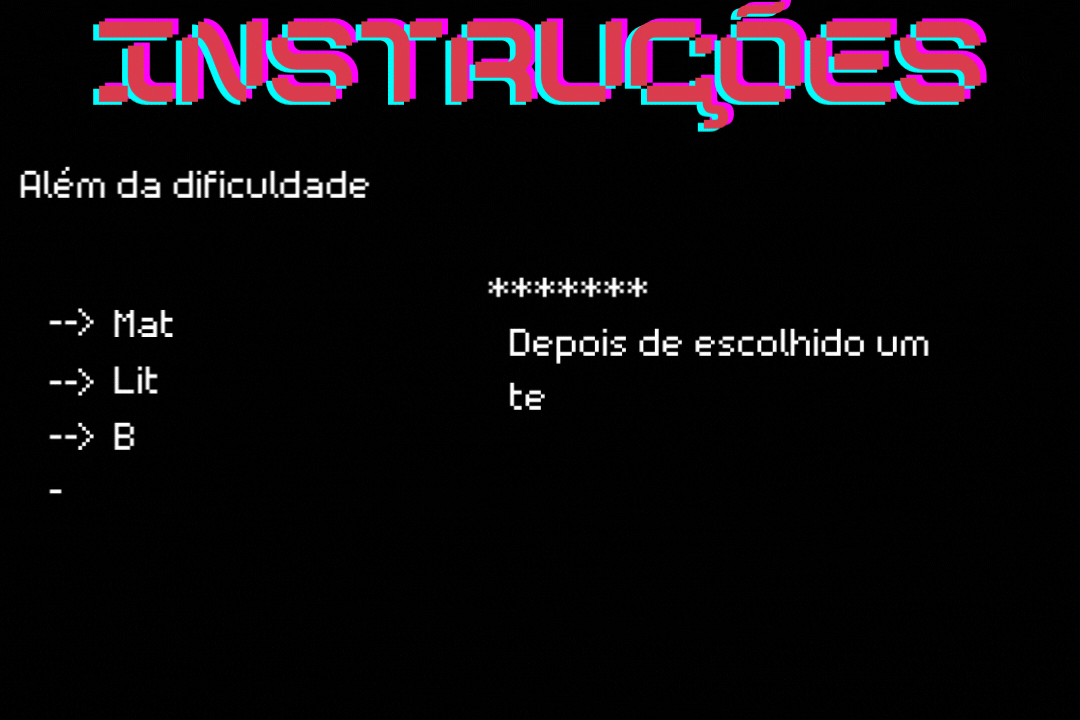 INSTRUÇÕES
Além da dificuldade
--> Mat
--> Lit
--> B
-
*******
Depois de escolhido um
te